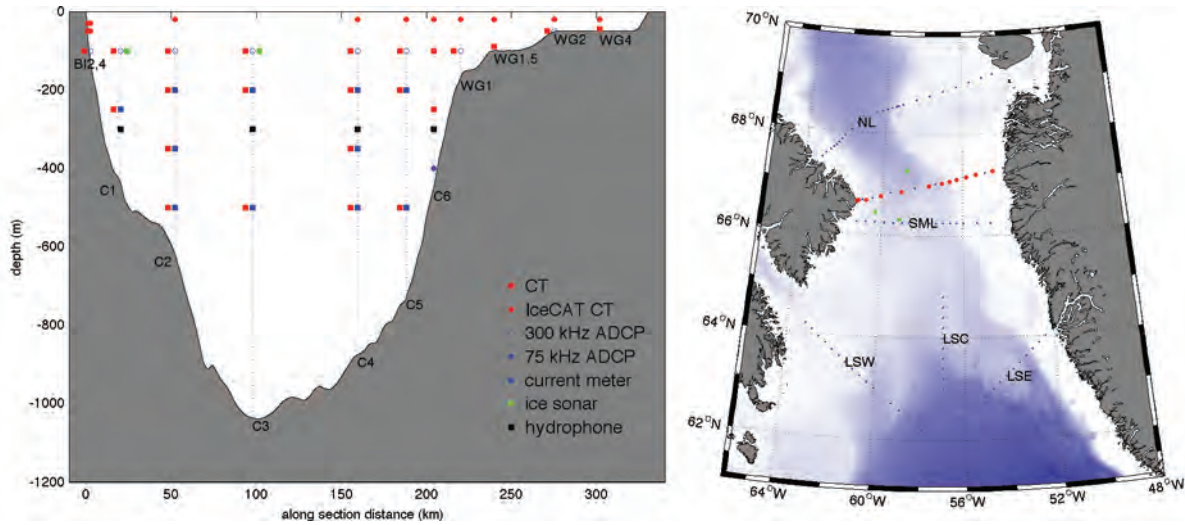 0
-200
-400
-600
-800
-1000
-1200
depth (m)
0
50
100
150
200
250
300
along section distance (km)
BI2,4
C1
C2
C3
C4
C5
C6
WG1
WG1.5
WG2
WG4
CT
IceCAT CT
300 kHz ADCP
75 kHz ADCP
current meter
ice sonar
hydrophone
70°N
68°N
66°N
64°N
62°N
64°W
60°W
56°W
52°W
48°W
NL
SML
LSC
LSW
LSE